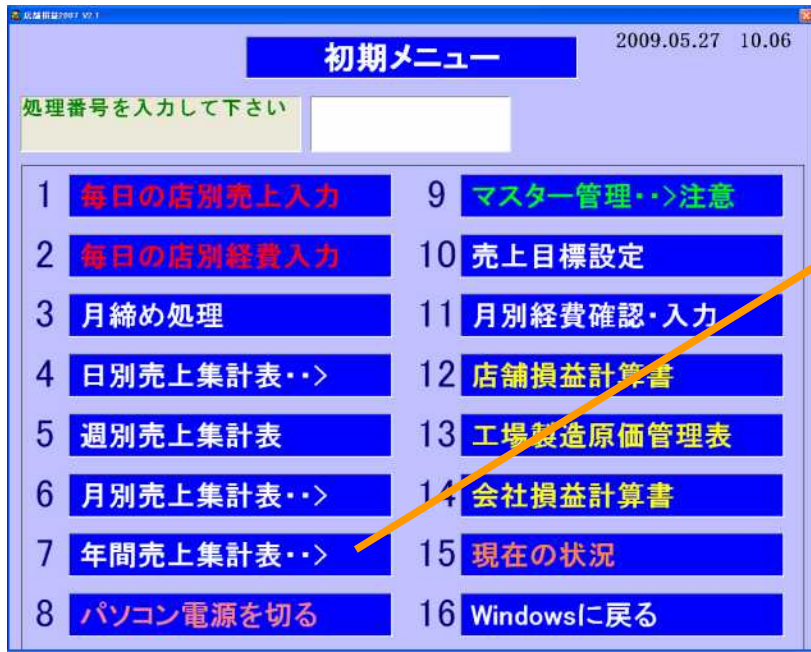 店舗損益2007 V2.1
初期メニュー
2009.05.27 10.06
処理番号を入力して下さい
1 毎日の店別売上入力
2 毎日の店別経費入力
3 月締め処理
4 日別売上集計表・・>
5 週別売上集計表
6 月別売上集計表・・>
7 年間売上集計表・・>
8 パソコン電源を切る
9 マスター管理・・>注意
10 売上目標設定
11 月別経費確認・入力
12 店舗損益計算書
13 工場製造原価管理表
14 会社損益計算書
15 現在の状況
16 Windowsに戻る